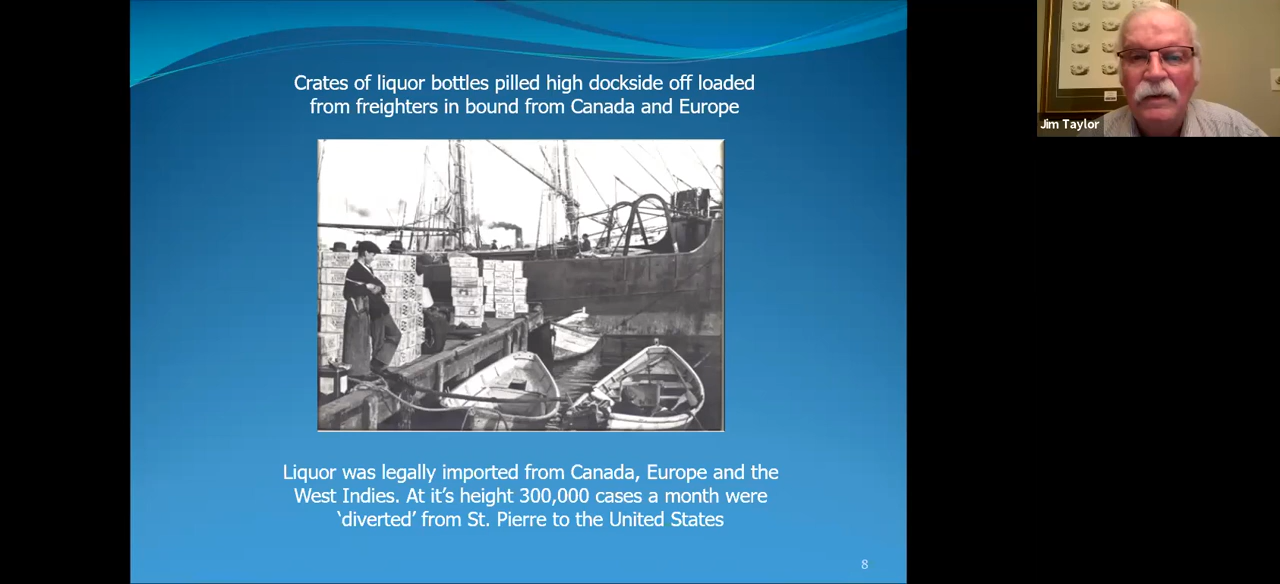 Crates of liquor bottles pilled high dockside off loaded
from freighters in bound from Canada and Europe
Jim Taylor
Liquor was legally imported from Canada, Europe and the
West Indies. At it’s height 300,000 cases a month were
‘diverted’ from St. Pierre to the United States
8